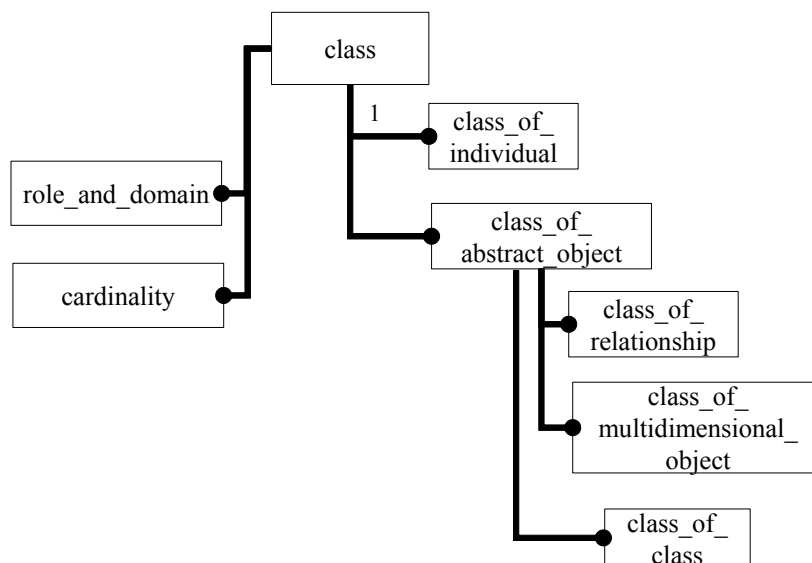 class
1
class_of_
individual
role_and_domain
class_of_
abstract_object
cardinality
class_of_
relationship
class_of_
multidimensional_
object
class_of_
class